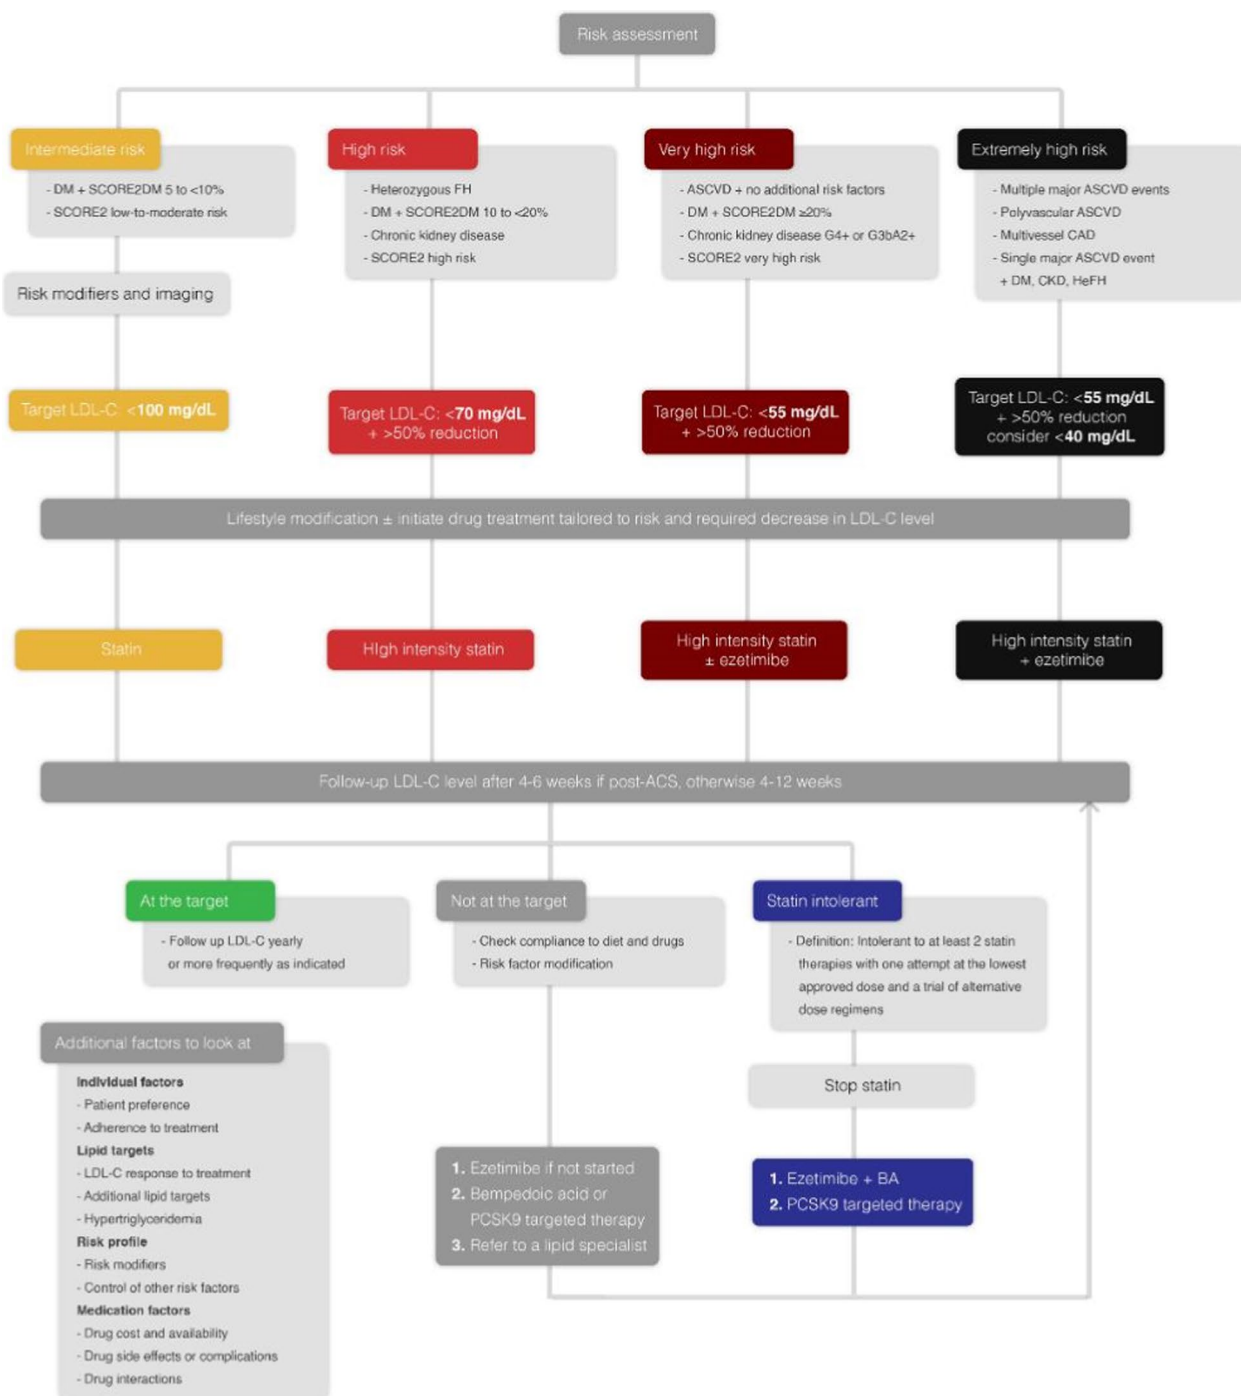 Risk assessment
Intermediate risk
- DM + SCORE2DM 5 to <10%
- SCORE2 low-to-moderate risk
Risk modifiers and imaging
High risk
- Heterozygous FH
- DM + SCORE2DM 10 to <20%
- Chronic kidney disease
- SCORE2 high risk
Very high risk
- ASCVD + no additional risk factors
- DM + SCORE2DM ≥20%
- Chronic kidney disease G4+ or G3bA2+
- SCORE2 very high risk
Extremely high risk
- Multiple major ASCVD events
- Polyvascular ASCVD
- Multivessel CAD
- Single major ASCVD event
+ DM, CKD, HeFH
Target LDL-C: <100 mg/dL
Target LDL-C: <70 mg/dL
+ >50% reduction
Target LDL-C: <55 mg/dL
+ >50% reduction
Target LDL-C: <55 mg/dL
+ >50% reduction
consider <40 mg/dL
Lifestyle modification ± initiate drug treatment tailored to risk and required decrease in LDL-C level
Statin
HIgh intensity statin
High intensity statin
± ezetimibe
High intensity statin
+ ezetimibe
Follow-up LDL-C level after 4-6 weeks if post-ACS, otherwise 4-12 weeks
At the target
- Follow up LDL-C yearly
or more frequently as indicated
Not at the target
- Check compliance to diet and drugs
- Risk factor modification
Statin intolerant
- Definition: Intolerant to at least 2 statin
therapies with one attempt at the lowest
approved dose and a trial of alternative
dose regimens
Stop statin
Additional factors to look at
Individual factors
- Patient preference
- Adherence to treatment
Lipid targets
- LDL-C response to treatment
- Additional lipid targets
- Hypertriglyceridemia
Risk profile
- Risk modifiers
- Control of other risk factors
Medication factors
- Drug cost and availability
- Drug side effects or complications
- Drug interactions
1. Ezetimibe if not started
2. Bempedoic acid or
PCSK9 targeted therapy
3. Refer to a lipid specialist
1. Ezetimibe + BA
2. PCSK9 targeted therapy